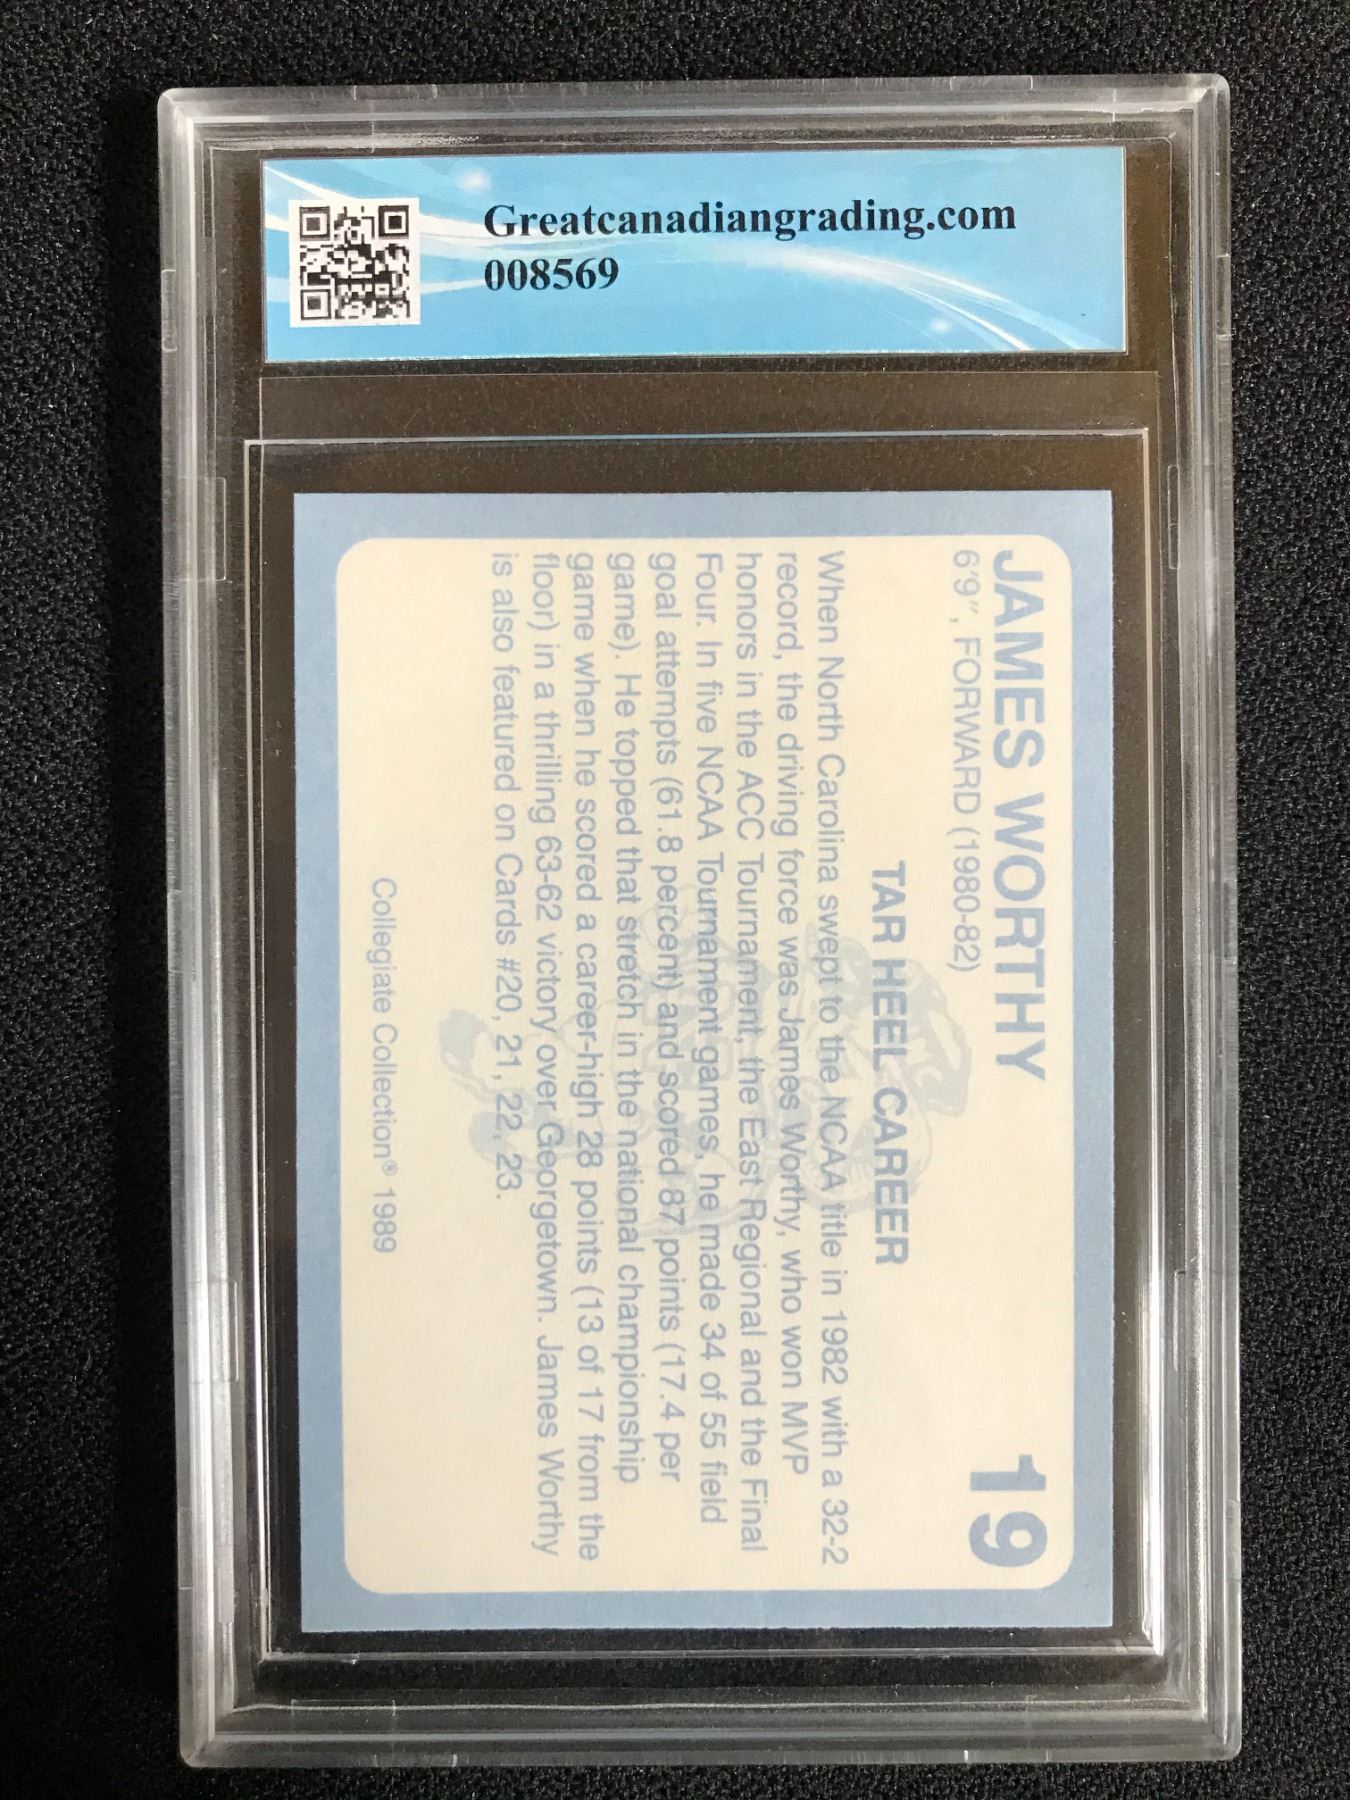 Greatcanadiangrading.com
008569
JAMES WORTHY
19
6'9", FORWARD (1980-82)
TAR HEEL CAREER
When North Carolina swept to the NCAA title in 1982 with a 32-2
record, the driving force was James Worthy, who won MVP
honors in the ACC Tournament, the East Regional and the Final
Four. In five NCAA Tournament games, he made 34 of 55 field
goal attempts (61.8 percent) and scored 87 points (17.4 per
game). He topped that stretch in the national championship
game when he scored a career-high 28 points (13 of 17 from the
floor) in a thrilling 63-62 victory over Georgetown. James Worthy
is also featured on Cards #20, 21, 22, 23.
Collegiate Collection® 1989